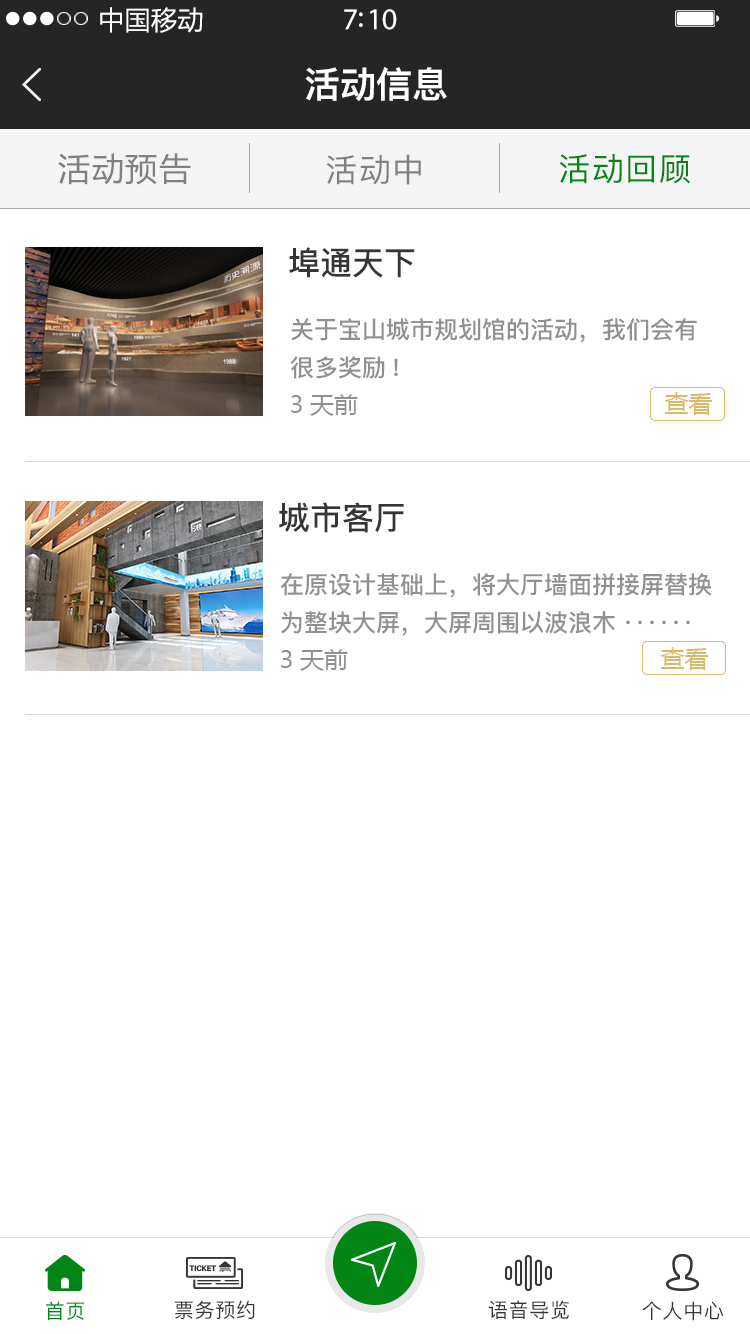 中国移动
7:10
活动信息
活动预告
活动中
活动回顾
埠通天下
历史溯源
关于宝山城市规划馆的活动，我们会有
很多奖励！
3 天前
查看
城市客厅
在原设计基础上，将大厅墙面拼接屏替换
为整块大屏，大屏周围以波浪木 ······
3 天前
查看
TICKET
首页
票务预约
语音导览
个人中心